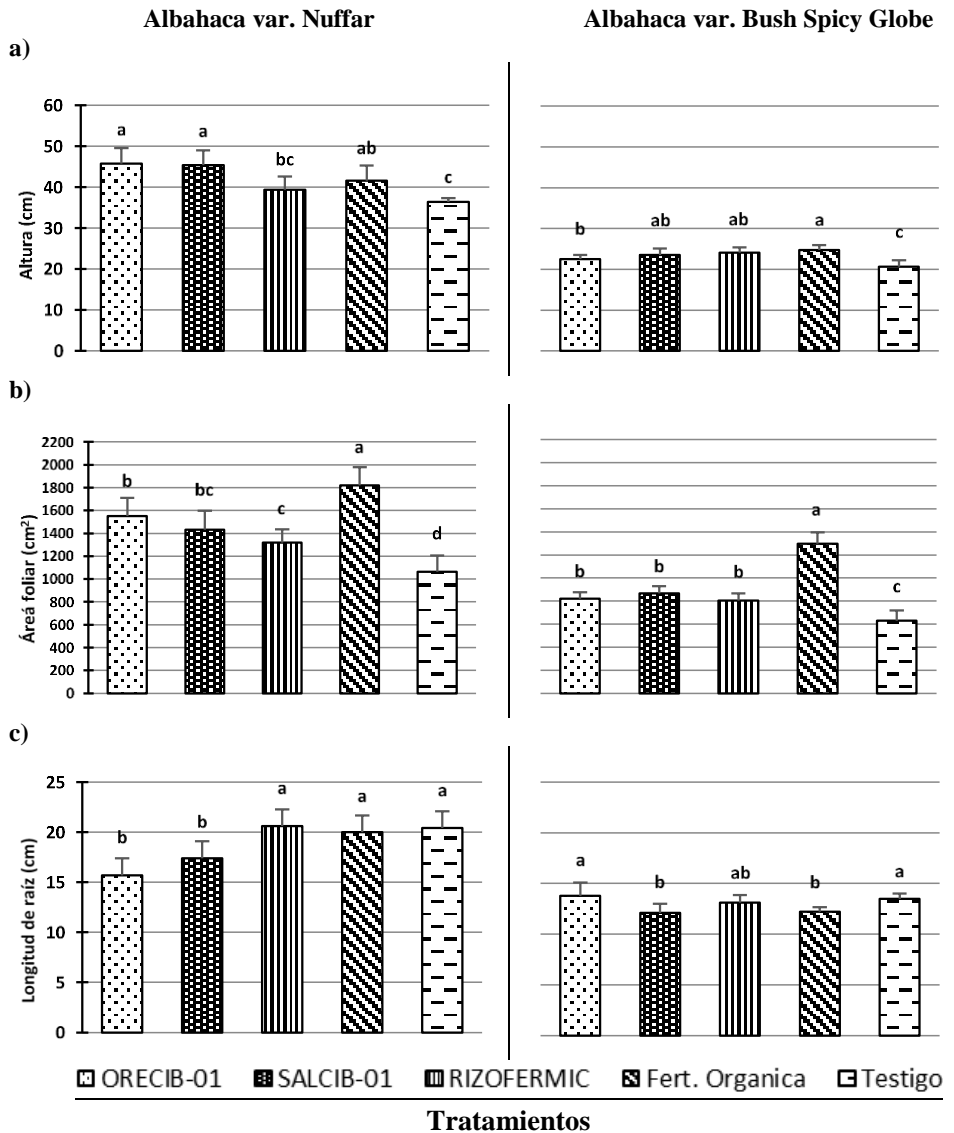 Albahaca var. Nuffar
Albahaca var. Bush Spicy Globe
a)
Altura (cm)
60
50
40
30
20
10
0
a a bc ab c
b ab ab a c
b)
Áreá foliar (cm²)
2200
2000
1800
1600
1400
1200
1000
800
600
400
200
0
b bc c a d
b b b a c
c)
Longitud de raíz (cm)
25
20
15
10
5
0
b b a a a
a b ab b a
ORECIB-01 SALCIB-01 RIZOFERMIC Fert. Organica Testigo
Tratamientos